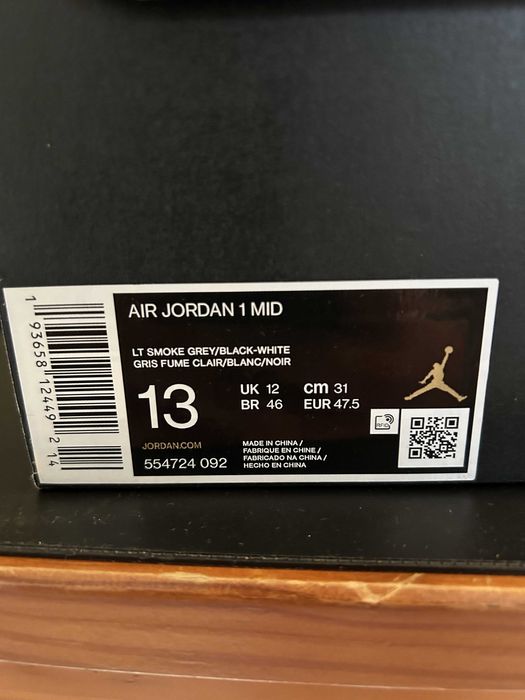 AIR JORDAN 1 MID
LT SMOKE GREY/BLACK-WHITE
GRIS FUME CLAIR/BLANC/NOIR
13
UK 12 cm 31
BR 46 EUR 47.5
JORDAN.COM
554724 092
MADE IN CHINA /
FABRIQUE EN CHINE /
FABRICADO NA CHINA /
HECHO EN CHINA
RFID
1 93658 12449 2 14